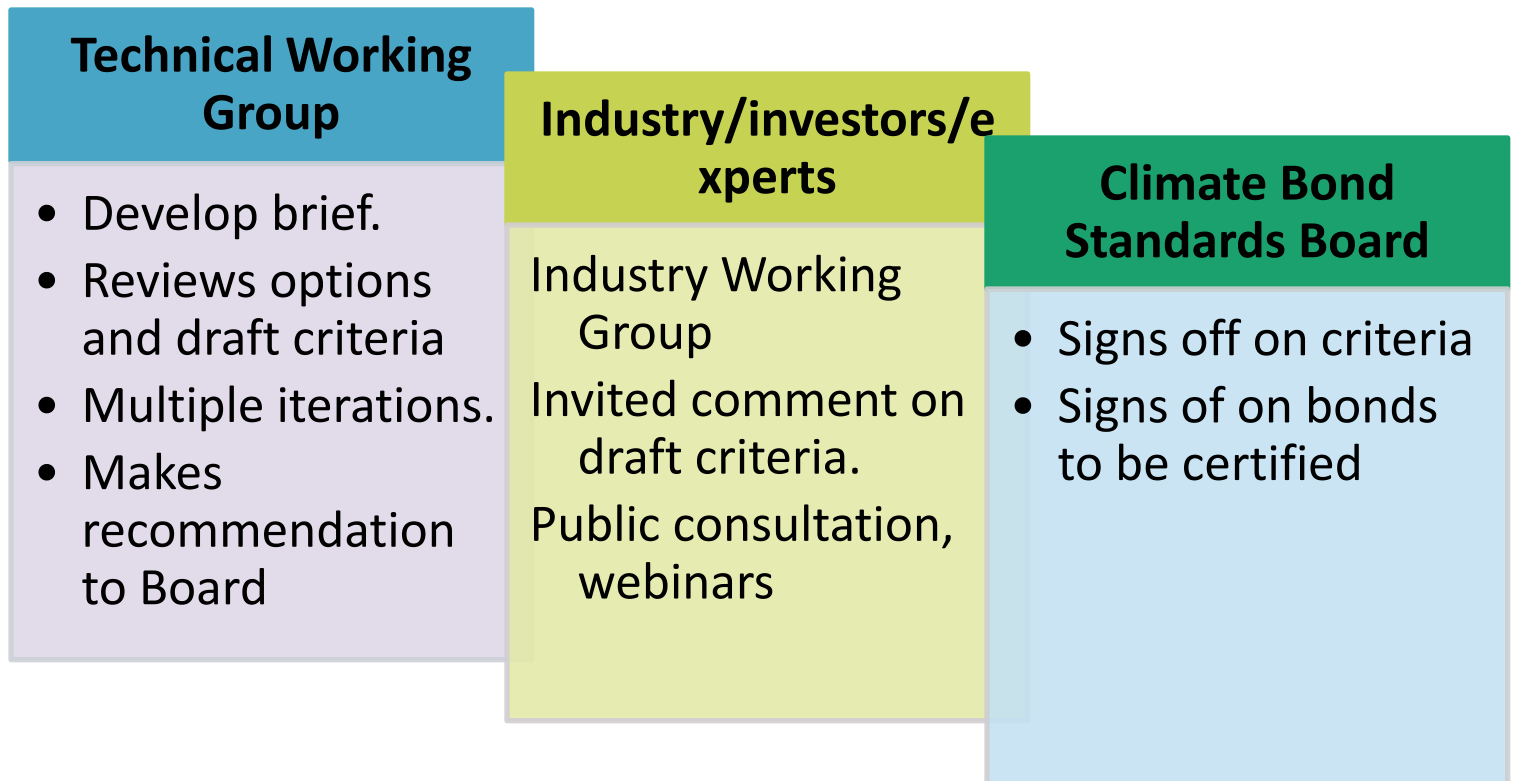 Technical Working
Group
• Develop brief.
• Reviews options
and draft criteria
• Multiple iterations.
• Makes
recommendation
to Board
Industry/investors/e
xperts
Industry Working
Group
Invited comment on
draft criteria.
Public consultation,
webinars
Climate Bond
Standards Board
• Signs off on criteria
• Signs of on bonds
to be certified